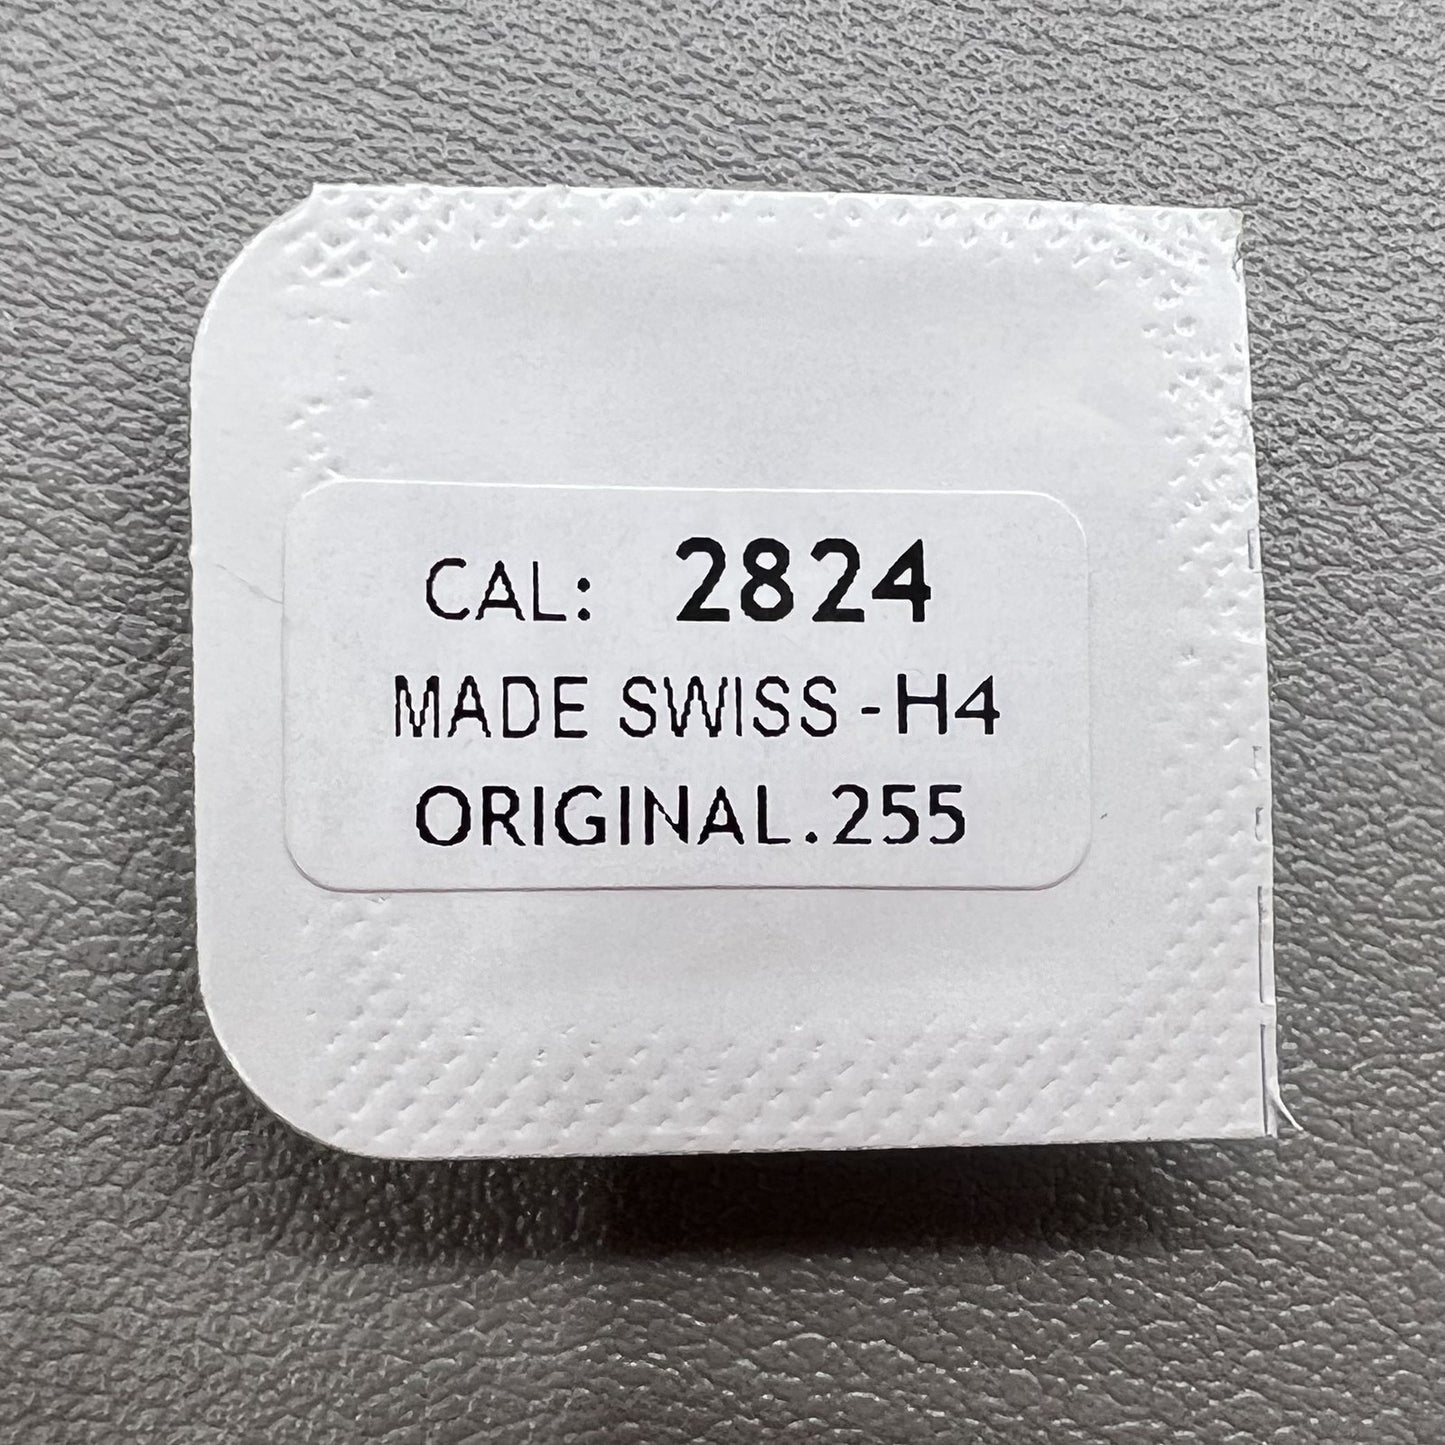 CAL: 2824
MADE SWISS -H4
ORIGINAL.255